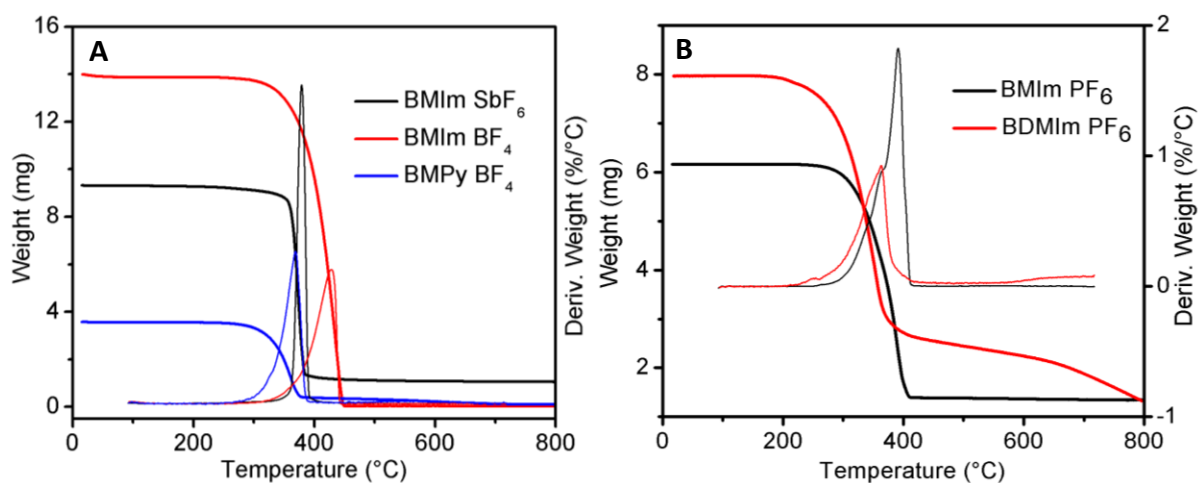 A
16
12
8
4
0
Weight (mg)
BMIm SbF₆
BMIm BF₄
BMPy BF₄
Deriv. Weight (%/°C)
0 200 400 600 800
Temperature (°C)
B
8
6
4
2
Weight (mg)
BMIm PF₆
BDMIm PF₆
2
1
0
-1
Deriv. Weight (%/°C)
0 200 400 600 800
Temperature (°C)